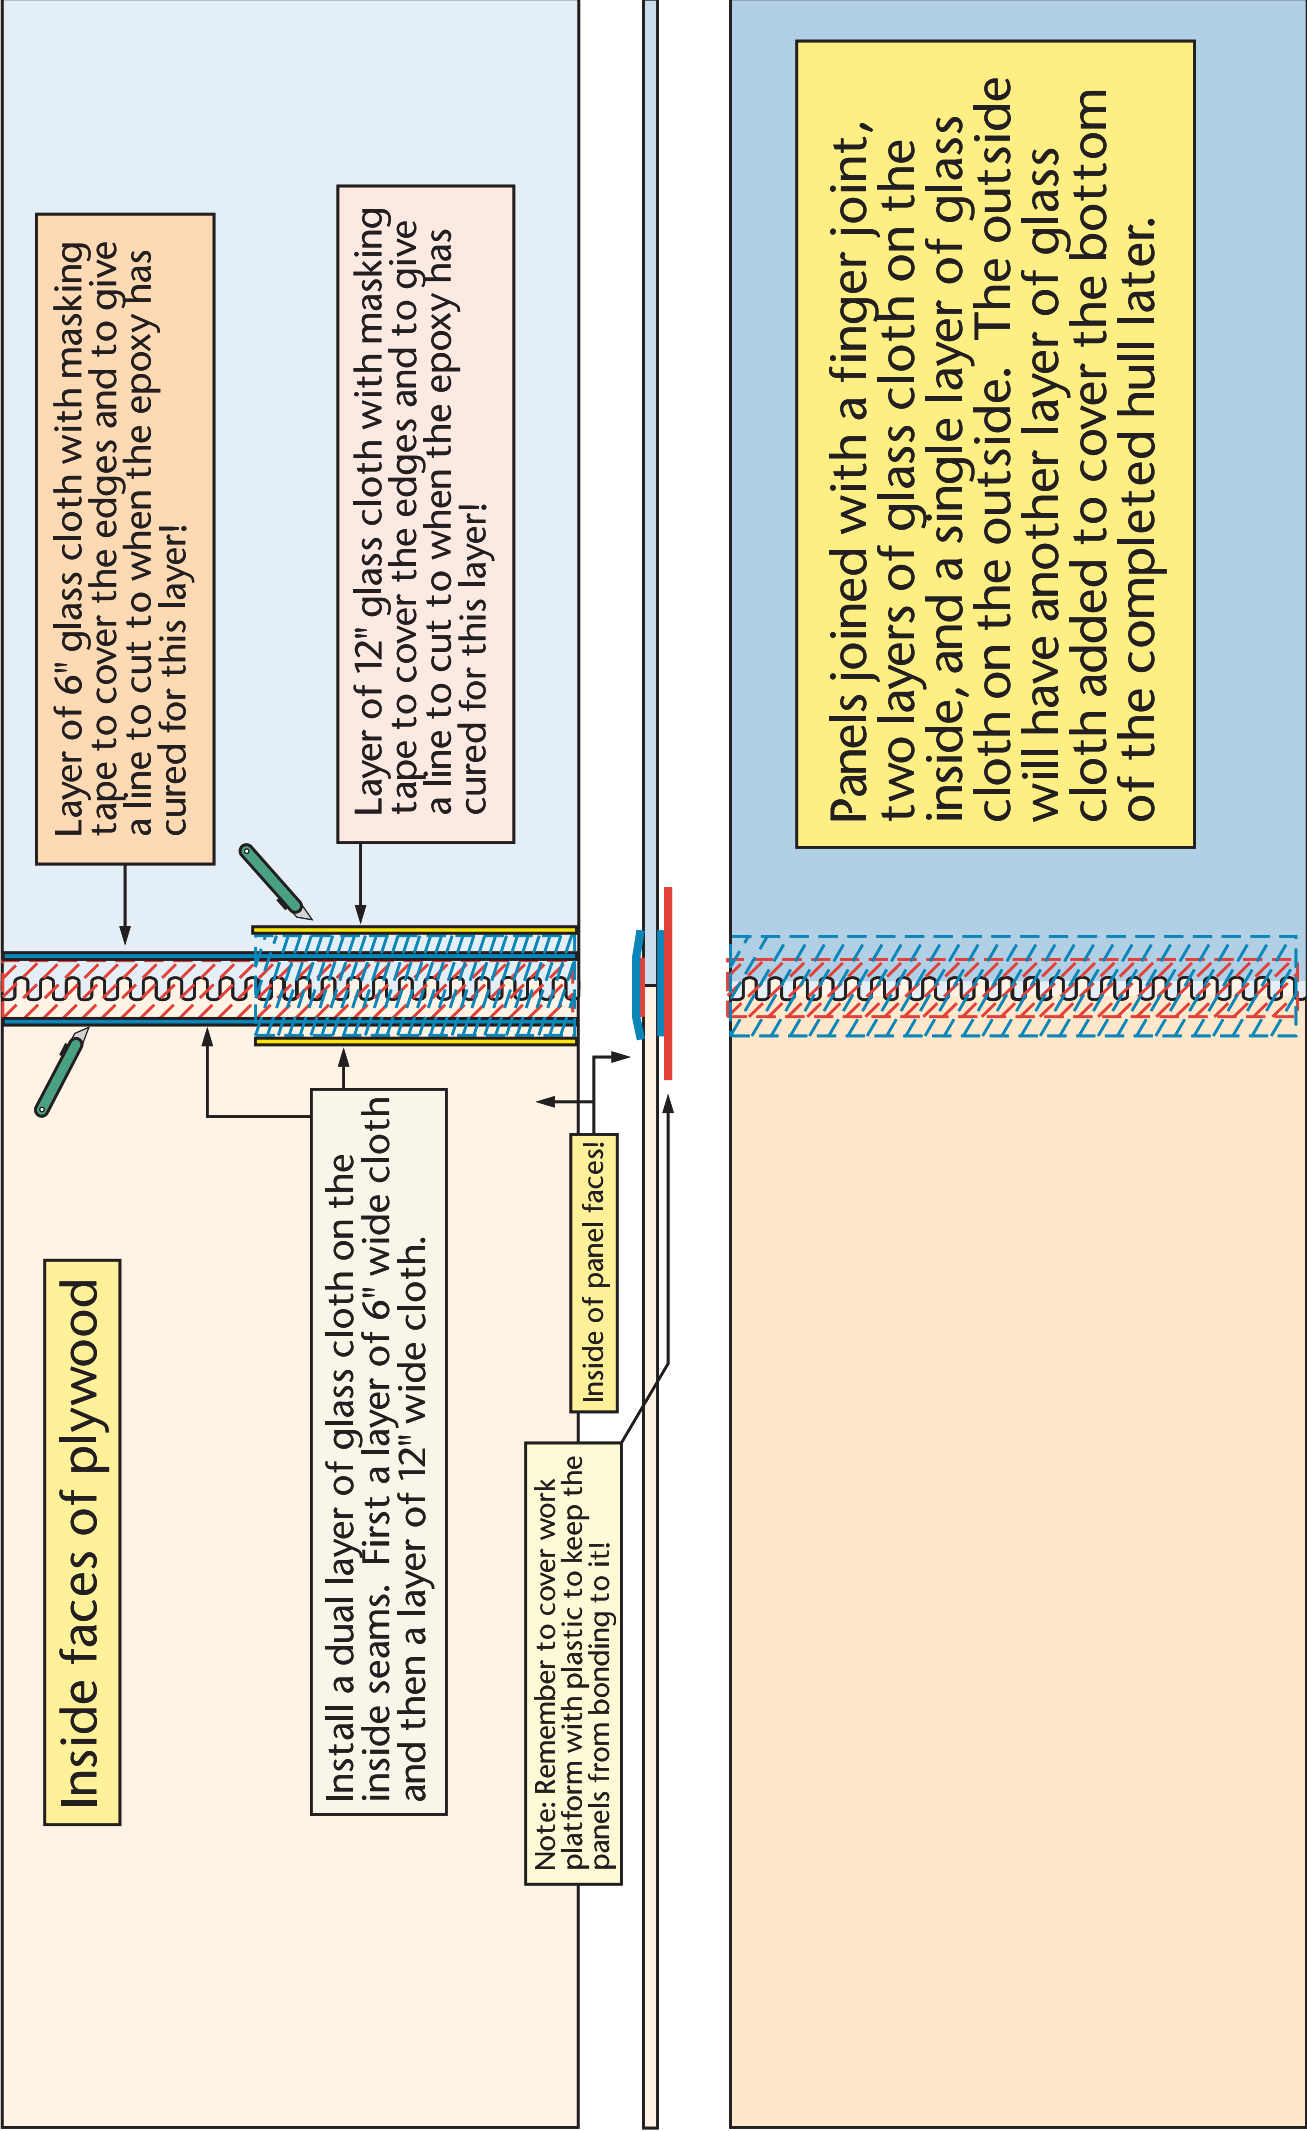 Inside faces of plywood
Layer of 6" glass cloth with masking
tape to cover the edges and to give
a line to cut to when the epoxy has
cured for this layer!
Install a dual layer of glass cloth on the
inside seams.  First a layer of 6" wide cloth
and then a layer of 12" wide cloth.
Layer of 12" glass cloth with masking
tape to cover the edges and to give
a line to cut to when the epoxy has
cured for this layer!
Note: Remember to cover work
platform with plastic to keep the
panels from bonding to it!
Inside of panel faces!
Panels joined with a finger joint,
two layers of glass cloth on the
inside, and a single layer of glass
cloth on the outside.  The outside
will have another layer of glass
cloth added to cover the bottom
of the completed hull later.